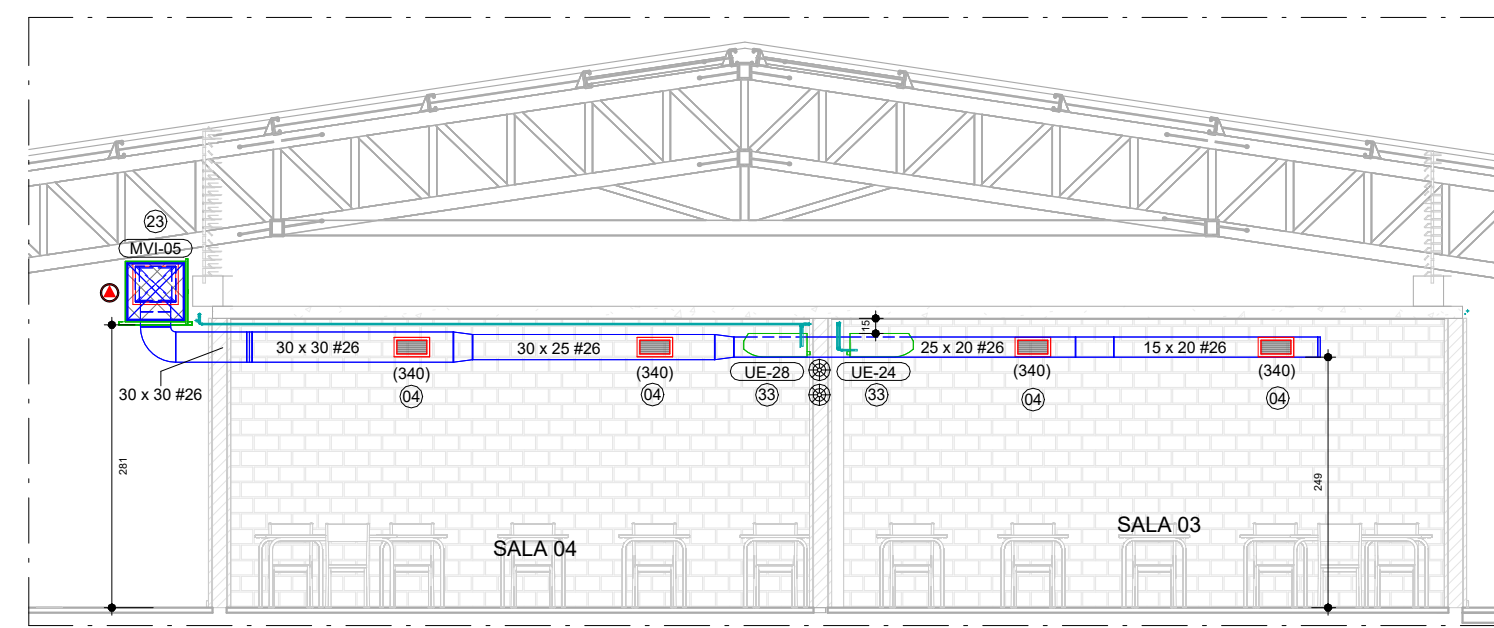 23
MVI-05
15
30 x 30 #26
30 x 25 #26
25 x 20 #26
15 x 20 #26
(340)
(340)
UE-28
UE-24
(340)
(340)
30 x 30 #26
04
04
33
33
04
04
281
249
SALA 04
SALA 03